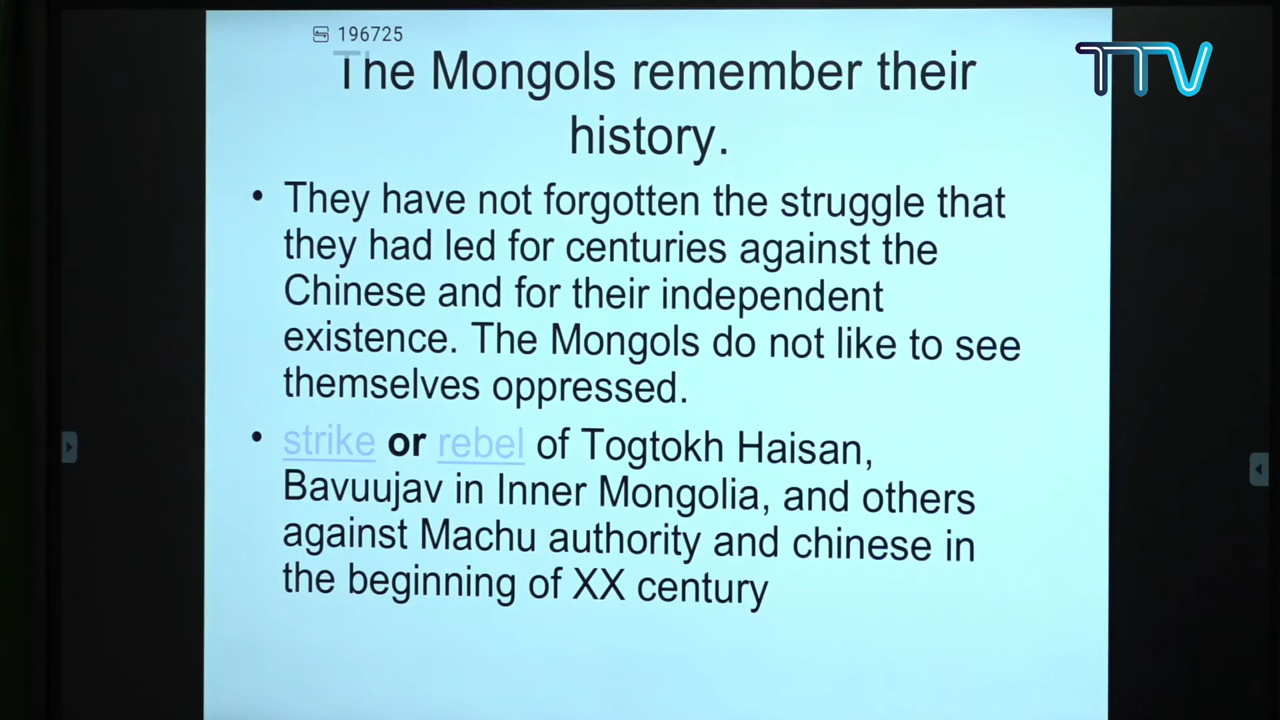 196725
TTV
The Mongols remember their
history.
• They have not forgotten the struggle that
they had led for centuries against the
Chinese and for their independent
existence. The Mongols do not like to see
themselves oppressed.
• strike or rebel of Togtokh Haisan,
Bavuujav in Inner Mongolia, and others
against Machu authority and chinese in
the beginning of XX century